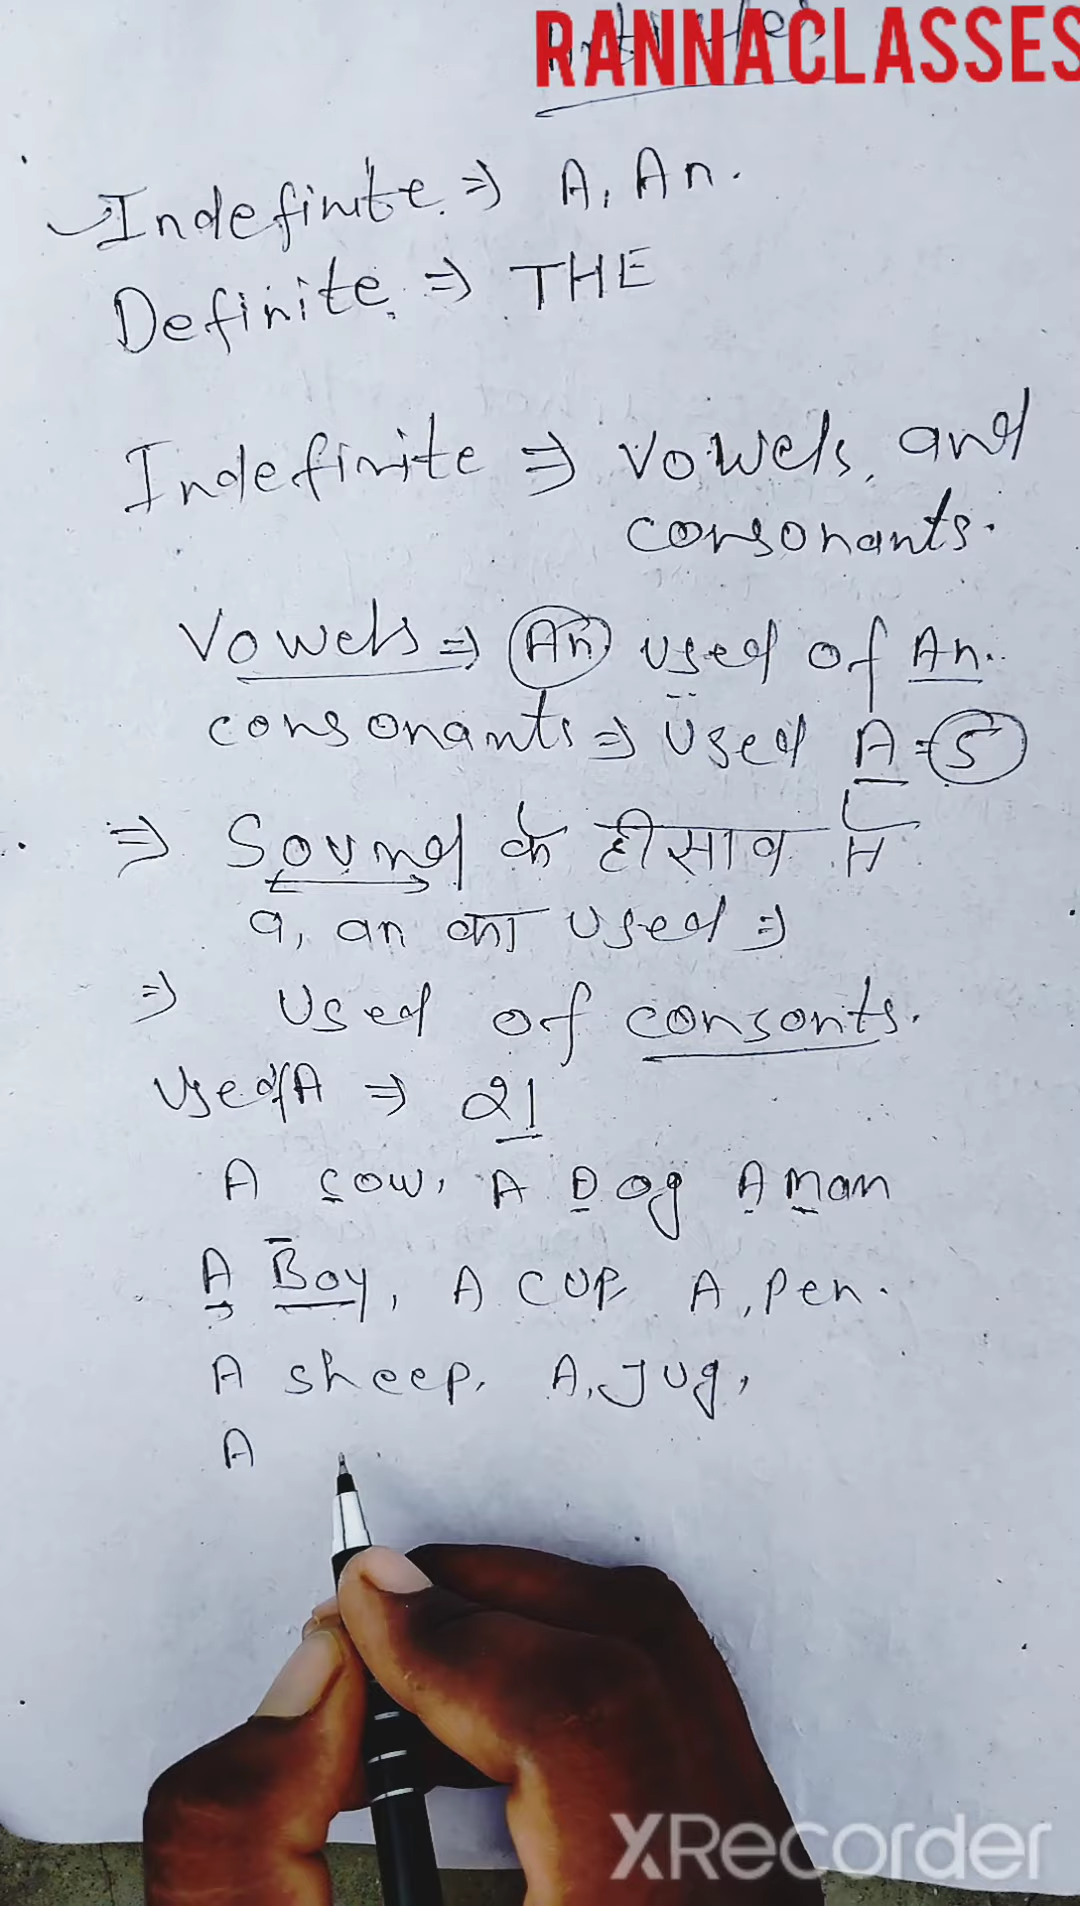 RANNACLASSES
Indefinite ⇒ A, An.
Definite. ⇒ THE
Indefinite ⇒ Vowels, and
consonants.
Vowels ⇒ An used of An.
consonants ⇒ used A = 5
⇒ Sound के हीसाव में
a, an का used ⇒
⇒ Used of consonts.
Used A ⇒ 21
A cow, A Dog A man
A Boy, A CUP, A, Pen.
A sheep, A, Jug,
A
XRecorder